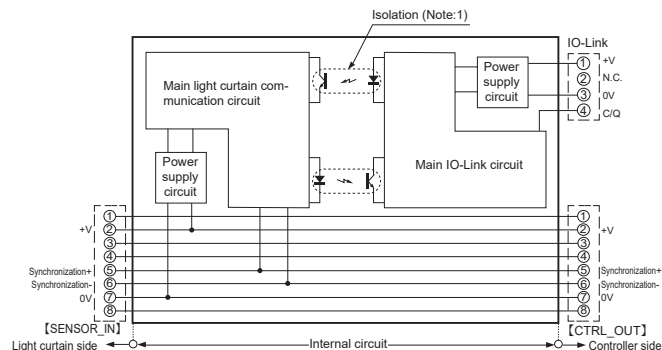 Isolation (Note:1)
IO-Link
Main light curtain com-
munication circuit
Power
supply
circuit
1 +V
2 N.C.
3 0V
4 C/Q
Main IO-Link circuit
Power
supply
circuit
1
+V 2
3
4
Synchronization+ 5
Synchronization- 6
0V 7
8
1
2 +V
3
4
5 Synchronization+
6 Synchronization-
7 0V
8
【SENSOR_IN】
【CTRL_OUT】
Light curtain side
Internal circuit
Controller side